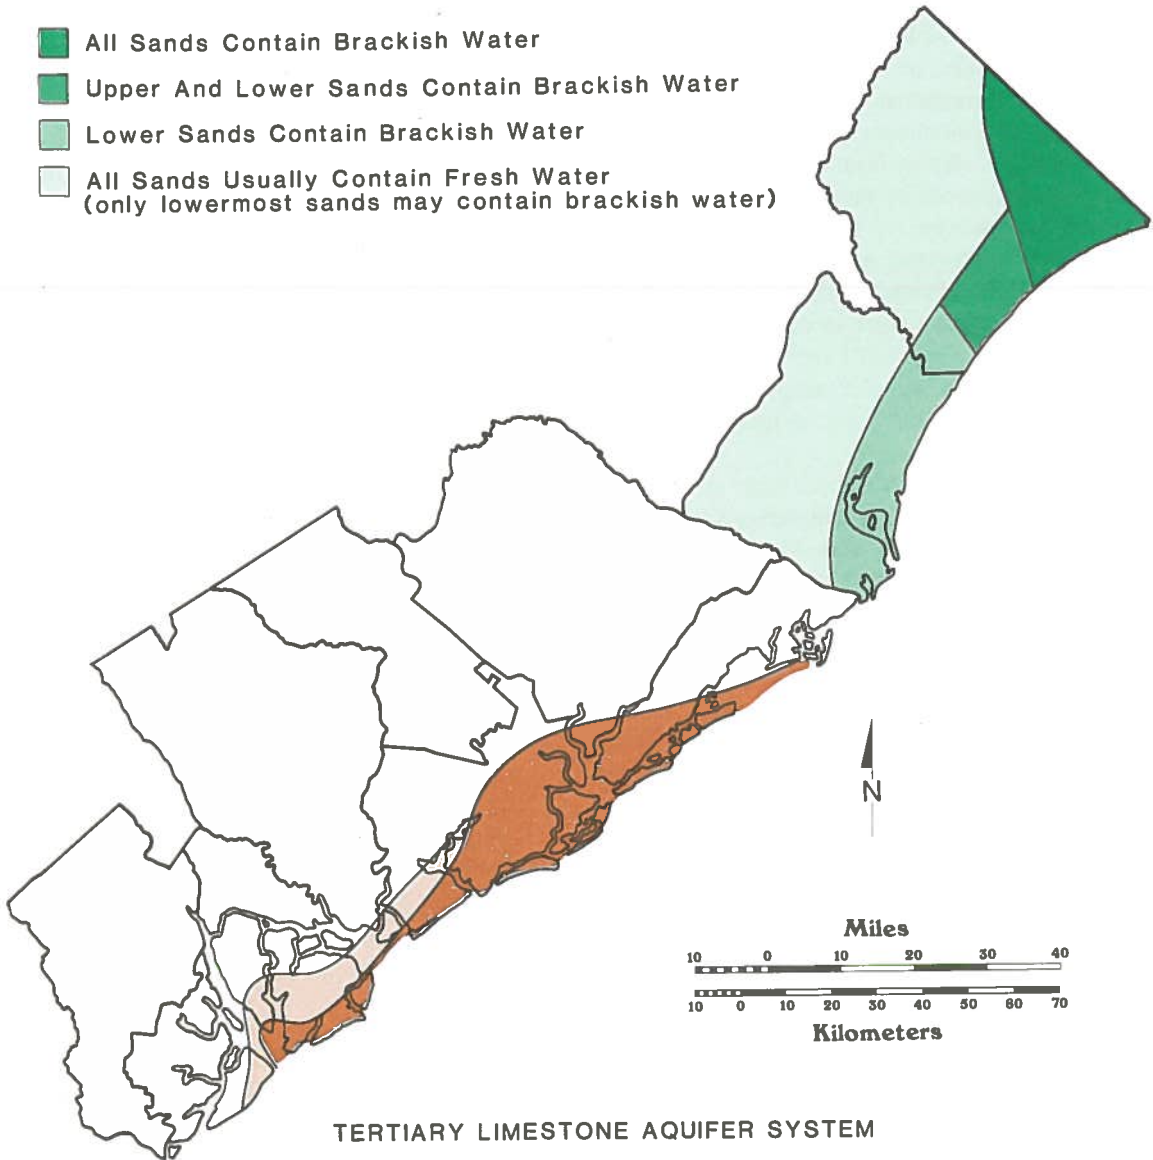 All Sands Contain Brackish Water
Upper And Lower Sands Contain Brackish Water
Lower Sands Contain Brackish Water
All Sands Usually Contain Fresh Water
(only lowermost sands may contain brackish water)
N
Miles
10 0 10 20 30 40
10 0 10 20 30 40 50 60 70
Kilometers
TERTIARY LIMESTONE AQUIFER SYSTEM